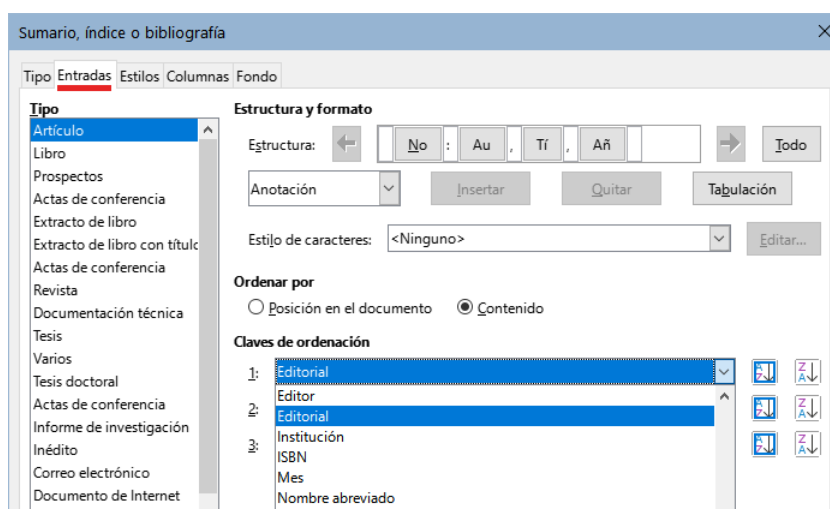 Sumario, índice o bibliografía
Tipo Entradas Estilos Columnas Fondo
Tipo
Artículo
Libro
Prospectos
Actas de conferencia
Extracto de libro
Extracto de libro con títulc
Actas de conferencia
Revista
Documentación técnica
Tesis
Varios
Tesis doctoral
Actas de conferencia
Informe de investigación
Inédito
Correo electrónico
Documento de Internet
Estructura y formato
Estructura: No : Au , Tí , Añ Todo
Anotación Insertar Quitar Tabulación
Estilo de caracteres: <Ninguno> Editar...
Ordenar por
Posición en el documento Contenido
Claves de ordenación
1: Editorial
Editor
2: Editorial
Institución
3: ISBN
Mes
Nombre abreviado